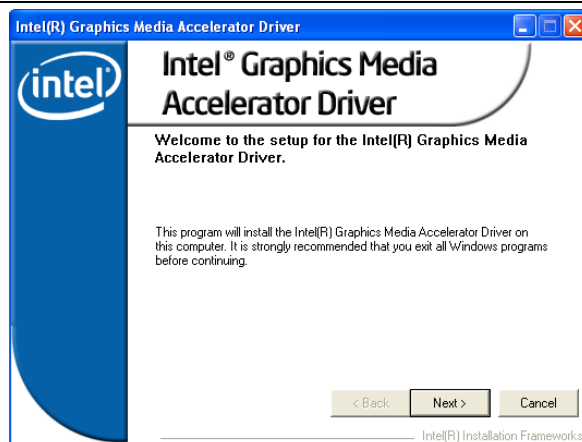 Intel(R) Graphics Media Accelerator Driver
intel
Intel® Graphics Media
Accelerator Driver
Welcome to the setup for the Intel(R) Graphics Media
Accelerator Driver.
This program will install the Intel(R) Graphics Media Accelerator Driver on
this computer. It is strongly recommended that you exit all Windows programs
before continuing.
< Back
Next >
Cancel
Intel(R) Installation Frameworks